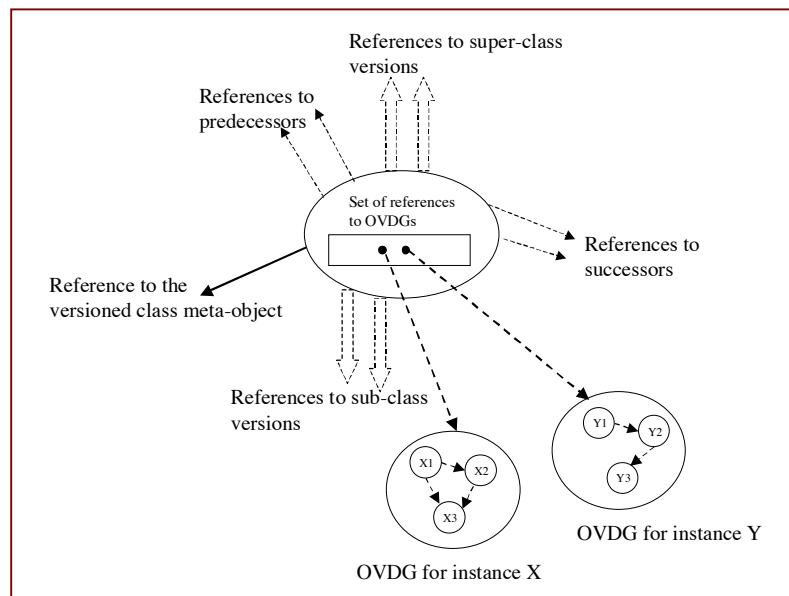 References to super-class
versions
References to
predecessors
Set of references
to OVDGs
References to
successors
Reference to the
versioned class meta-object
References to sub-class
versions
Y1
Y2
Y3
X1
X2
X3
OVDG for instance Y
OVDG for instance X